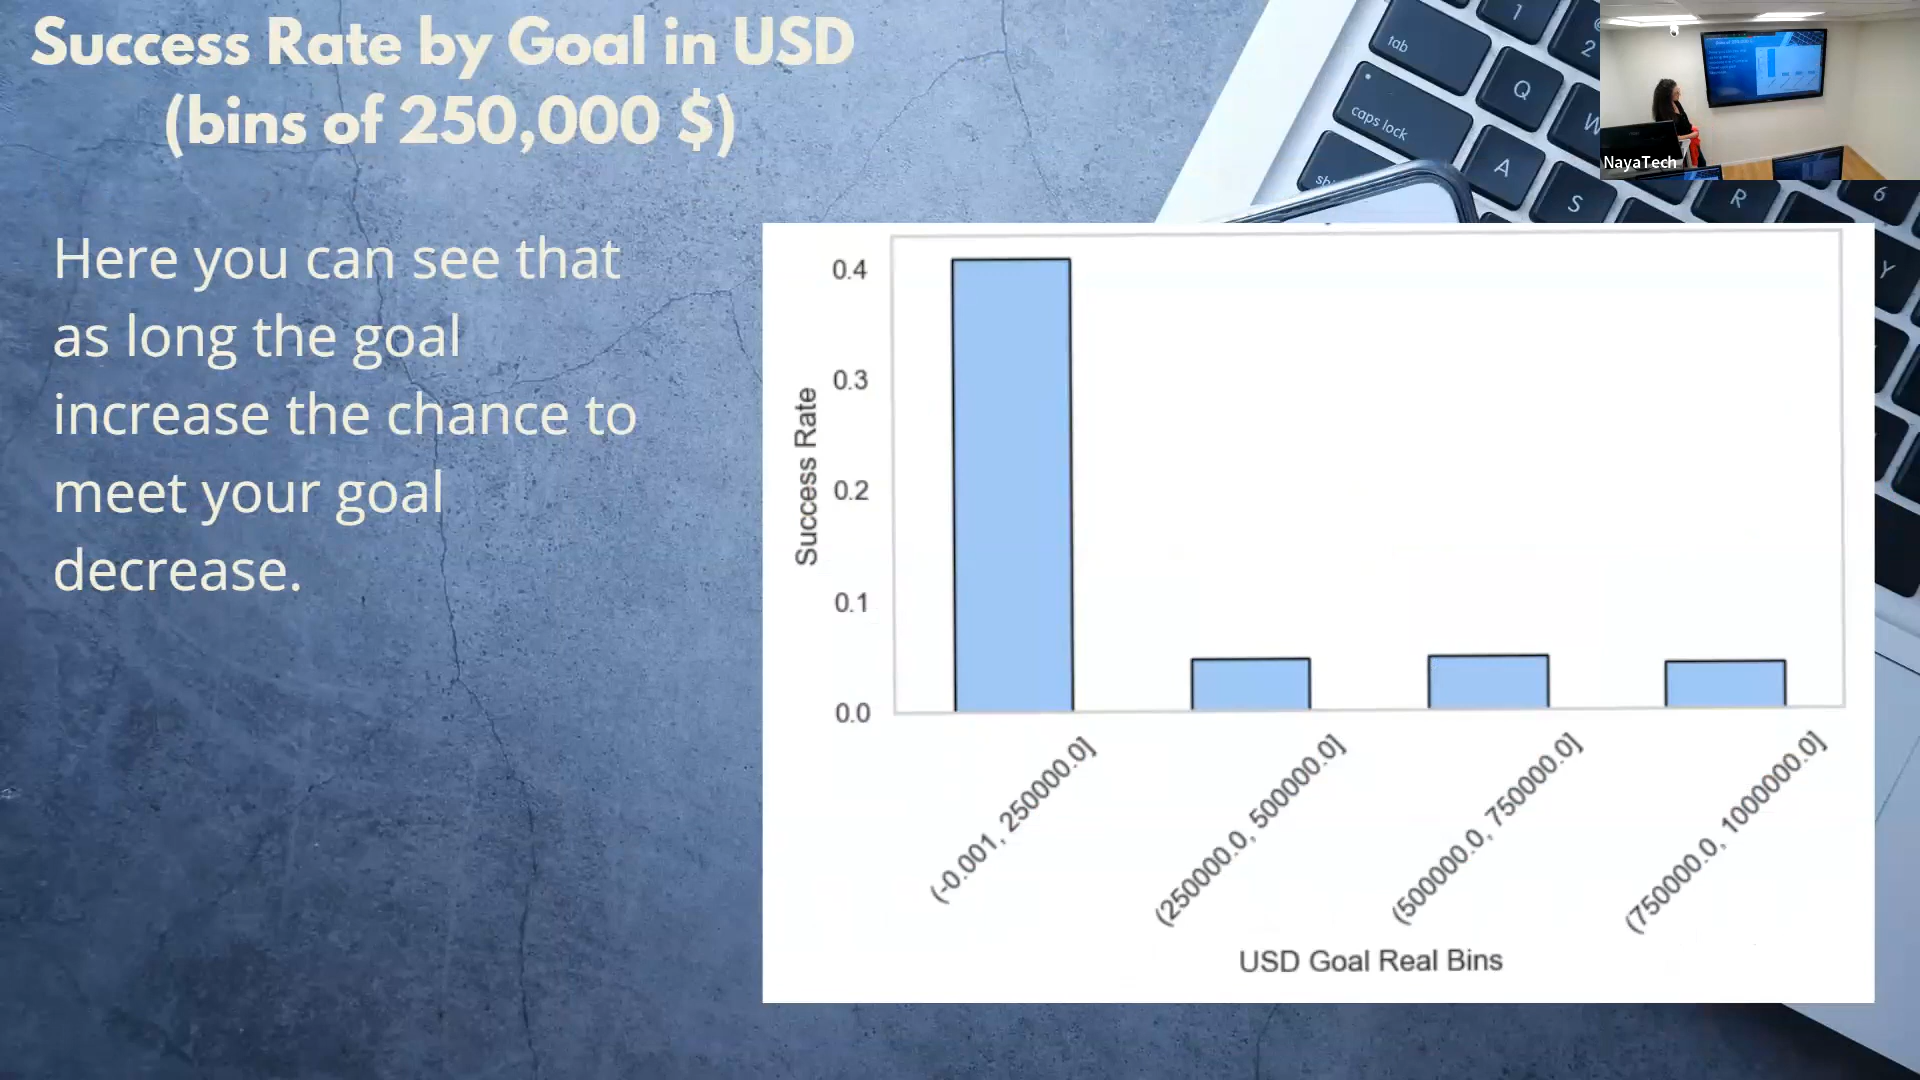 Success Rate by Goal in USD
(bins of 250,000 $)
Here you can see that
as long the goal
increase the chance to
meet your goal
decrease.
tab
caps lock
1
2
Q
W
A
S
R
6
Y
NayaTech
0.4
0.3
0.2
0.1
0.0
Success Rate
(-0.001, 250000.0]
(250000.0, 500000.0]
(500000.0, 750000.0]
(750000.0, 1000000.0]
USD Goal Real Bins